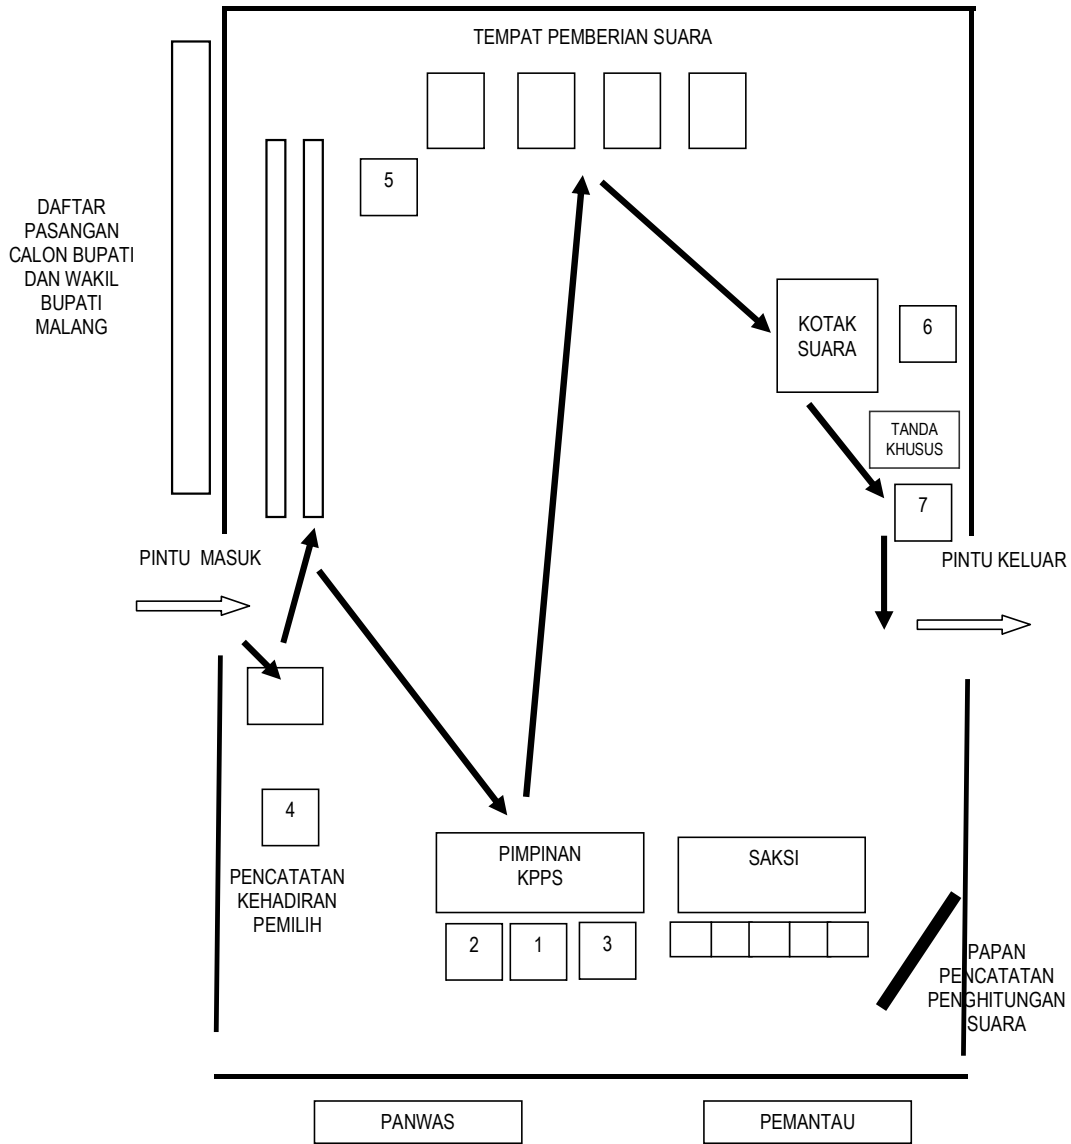 TEMPAT PEMBERIAN SUARA
5
DAFTAR
PASANGAN
CALON BUPATI
DAN WAKIL
BUPATI
MALANG
KOTAK
SUARA
6
TANDA
KHUSUS
7
PINTU MASUK
PINTU KELUAR
4
PENCATATAN
KEHADIRAN
PEMILIH
PIMPINAN
KPPS
SAKSI
2
1
3
PAPAN
PENCATATAN
PENGHITUNGAN
SUARA
PANWAS
PEMANTAU